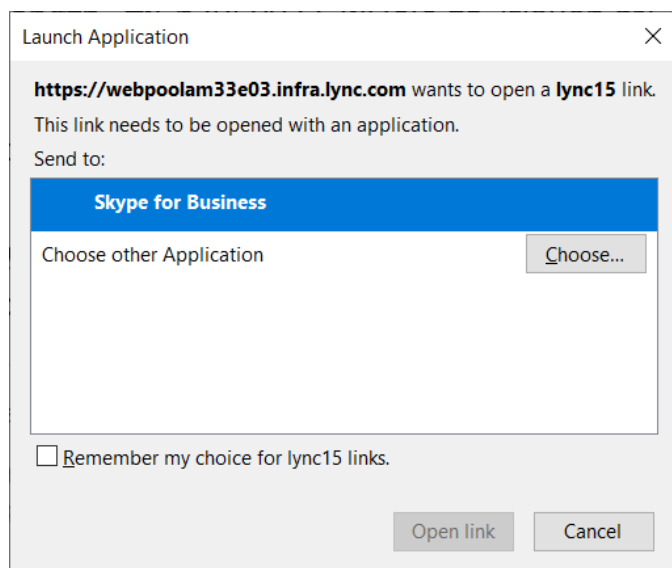 Launch Application
https://webpoolam33e03.infra.lync.com wants to open a lync15 link.
This link needs to be opened with an application.
Send to:
Skype for Business
Choose other Application
Choose...
Remember my choice for lync15 links.
Open link
Cancel